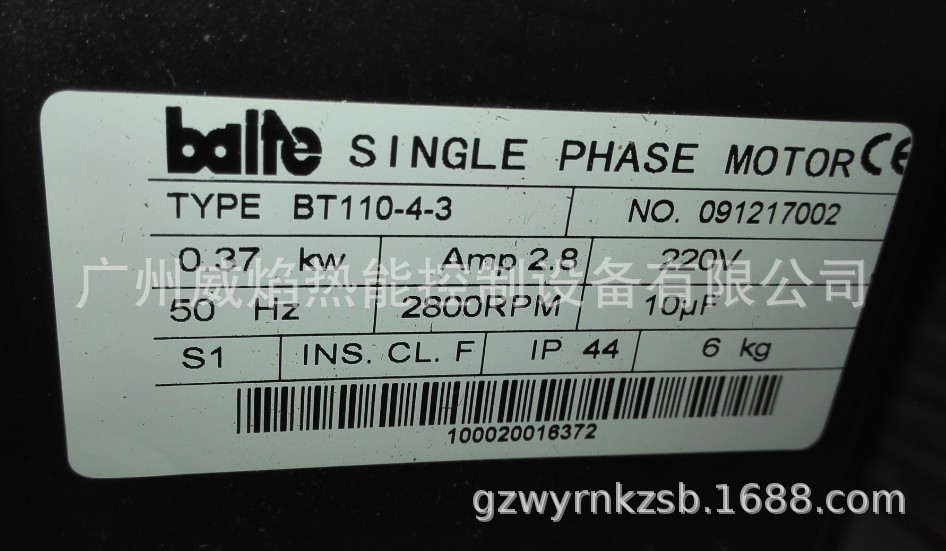 balte SINGLE PHASE MOTOR CE
TYPE BT110-4-3 NO. 091217002
0.37 kw Amp 2.8 220V
广州威焰热能控制设备有限公司
50 Hz 2800RPM 10µF
S1 INS. CL. F IP 44 6 kg
100020016372
gzwyrnkzsb.1688.com